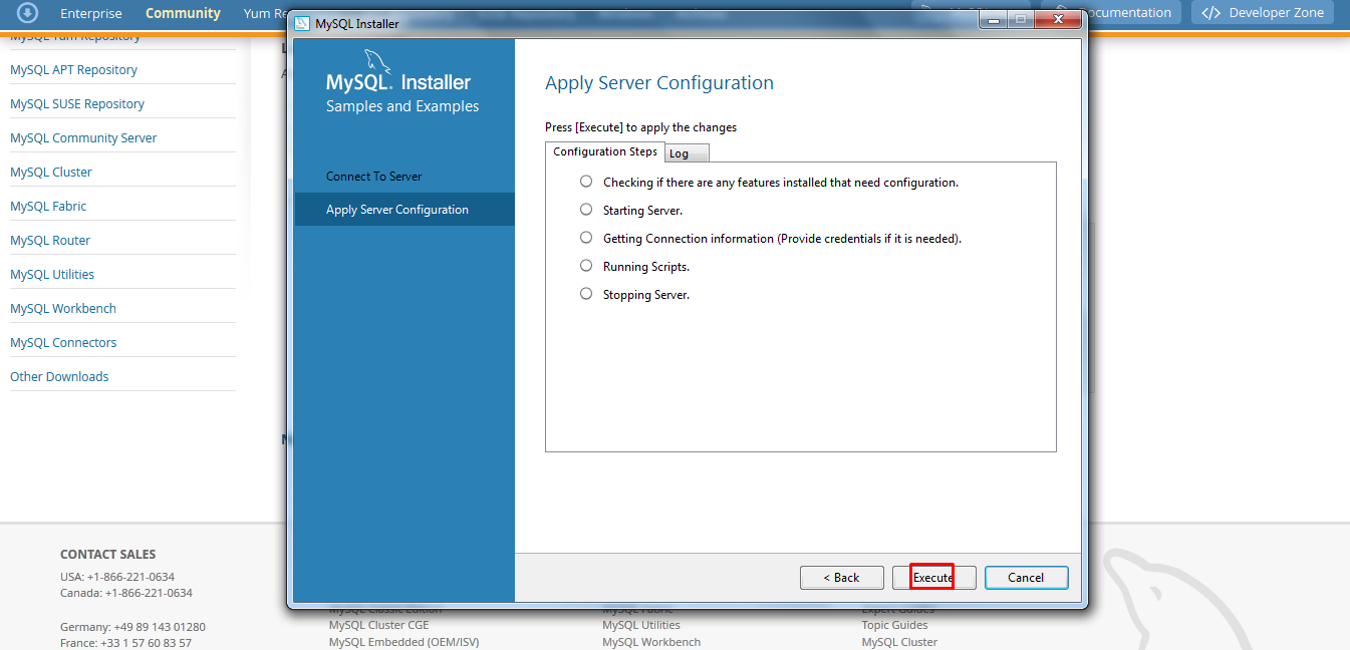 Enterprise
Community
Yum Re
MySQL Installer
ocumentation
Developer Zone
MySQL Yum Repository
MySQL APT Repository
MySQL SUSE Repository
MySQL Community Server
MySQL Cluster
MySQL Fabric
MySQL Router
MySQL Utilities
MySQL Workbench
MySQL Connectors
Other Downloads
MySQL. Installer
Samples and Examples
Connect To Server
Apply Server Configuration
Apply Server Configuration
Press [Execute] to apply the changes
Configuration Steps
Log
Checking if there are any features installed that need configuration.
Starting Server.
Getting Connection information (Provide credentials if it is needed).
Running Scripts.
Stopping Server.
< Back
Execute
Cancel
CONTACT SALES
USA: +1-866-221-0634
Canada: +1-866-221-0634
Germany: +49 89 143 01280
France: +33 1 57 60 83 57
MySQL Classic Edition
MySQL Cluster CGE
MySQL Embedded (OEM/ISV)
MySQL Fabric
MySQL Utilities
MySQL Workbench
Expert Guides
Topic Guides
MySQL Cluster